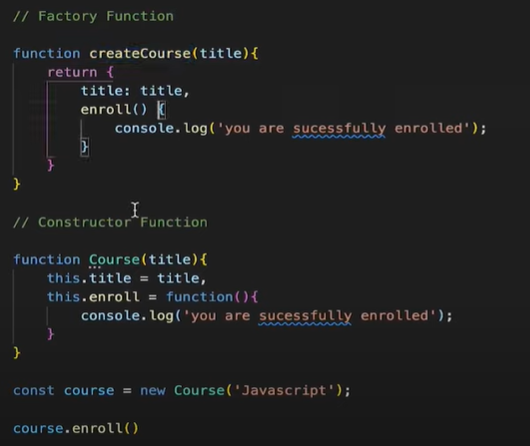 // Factory Function
function createCourse(title){
return {
title: title,
enroll() {
console.log('you are sucessfully enrolled');
}
}
}
// Constructor Function
function Course(title){
this.title = title,
this.enroll = function(){
console.log('you are sucessfully enrolled');
}
}
const course = new Course('Javascript');
course.enroll()